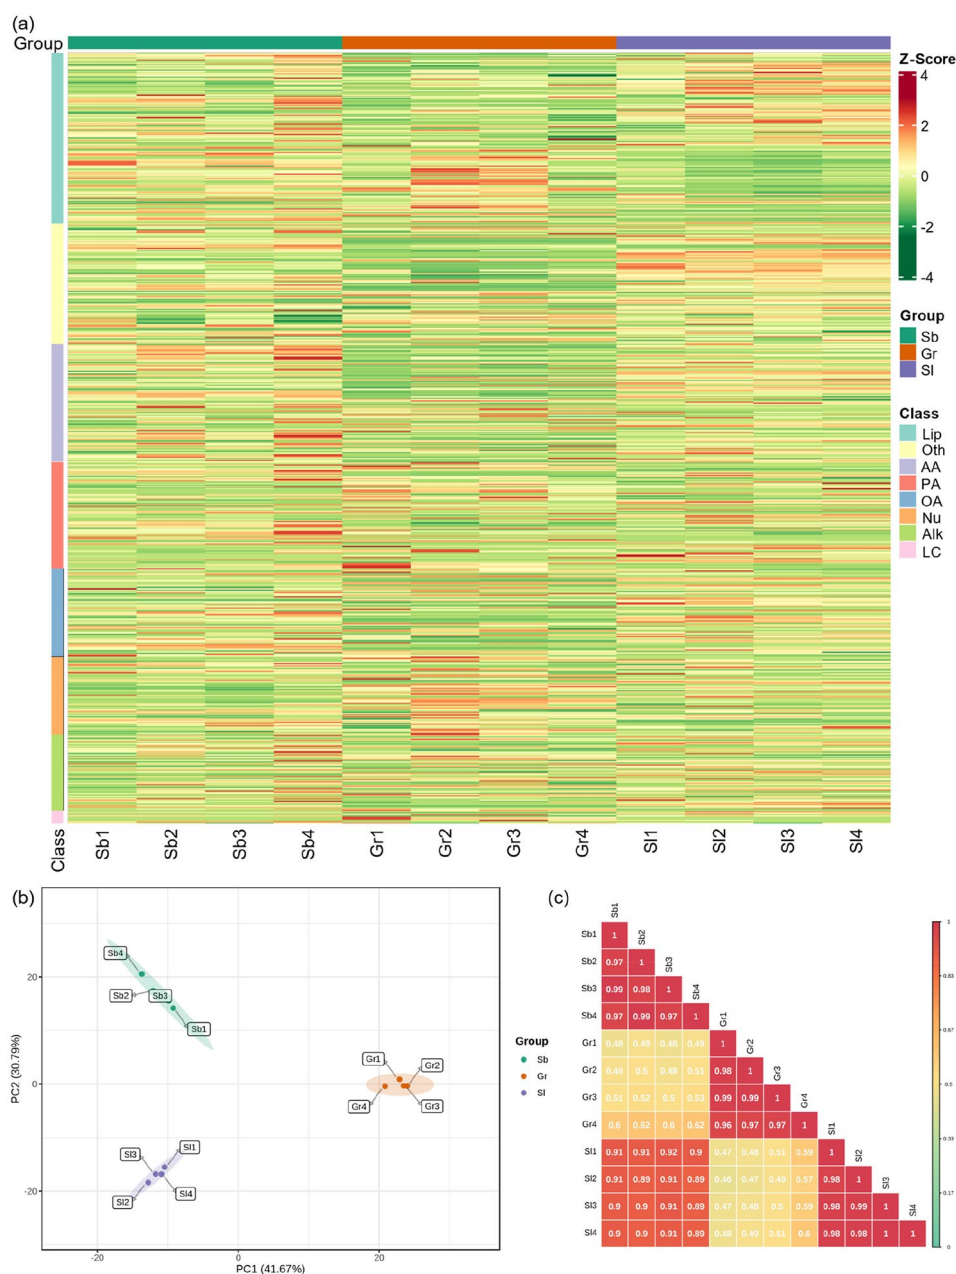 (a)
Group
Z-Score
4
2
0
-2
-4
Group
Sb
Gr
Sl
Class
Lip
Oth
AA
PA
OA
Nu
Alk
LC
Class
Sb1 Sb2 Sb3 Sb4 Gr1 Gr2 Gr3 Gr4 Sl1 Sl2 Sl3 Sl4
(b)
PC2 (30.79%)
20
0
-20
Sb4
Sb2
Sb3
Sb1
Gr1
Gr2
Gr4
Gr3
Sl3
Sl1
Sl2
Sl4
-20 0 20
PC1 (41.67%)
Group
Sb
Gr
Sl
(c)
Sb1 Sb2 Sb3 Sb4 Gr1 Gr2 Gr3 Gr4 Sl1 Sl2 Sl3 Sl4
Sb1 1
Sb2 0.97 1
Sb3 0.99 0.98 1
Sb4 0.97 0.99 0.97 1
Gr1 0.48 0.49 0.48 0.49 1
Gr2 0.49 0.5 0.48 0.51 0.98 1
Gr3 0.51 0.52 0.5 0.53 0.99 0.99 1
Gr4 0.6 0.62 0.6 0.62 0.96 0.97 0.97 1
Sl1 0.91 0.91 0.92 0.9 0.47 0.51 0.59 1
Sl2 0.91 0.89 0.91 0.89 0.47 0.49 0.57 0.98 1
Sl3 0.9 0.9 0.91 0.89 0.47 0.5 0.59 0.98 0.99 1
Sl4 0.9 0.9 0.91 0.89 0.48 0.49 0.51 0.6 0.98 0.98 1 1
1
0.83
0.67
0.5
0.33
0.17
0